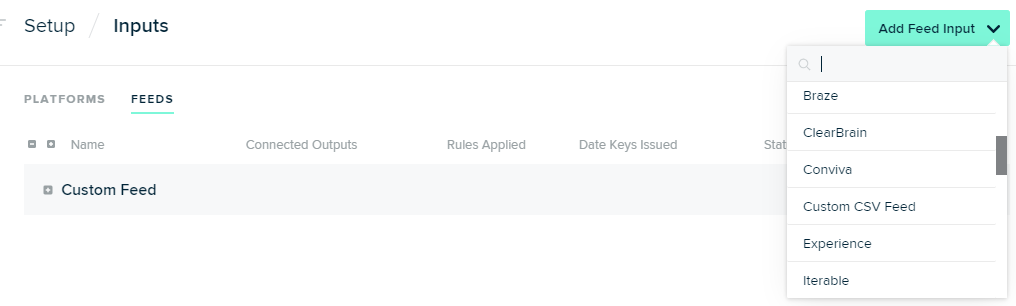 Setup / Inputs
Add Feed Input
PLATFORMS FEEDS
Name Connected Outputs Rules Applied Date Keys Issued
Custom Feed
Braze
ClearBrain
Conviva
Custom CSV Feed
Experience
Iterable